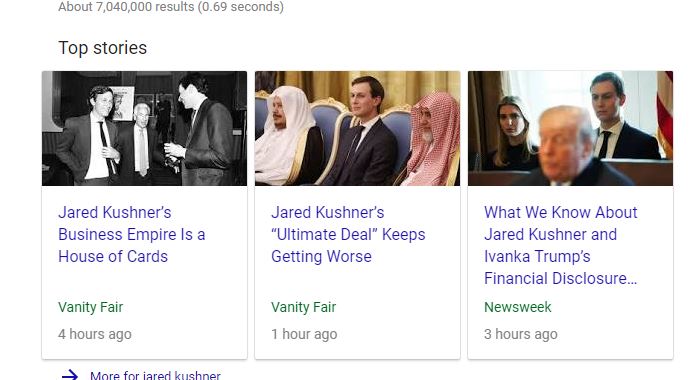 About 7,040,000 results (0.69 seconds)
Top stories
Jared Kushner's
Business Empire Is a
House of Cards
Vanity Fair
4 hours ago
Jared Kushner's
“Ultimate Deal” Keeps
Getting Worse
Vanity Fair
1 hour ago
What We Know About
Jared Kushner and
Ivanka Trump's
Financial Disclosure...
Newsweek
3 hours ago
More for jared kushner